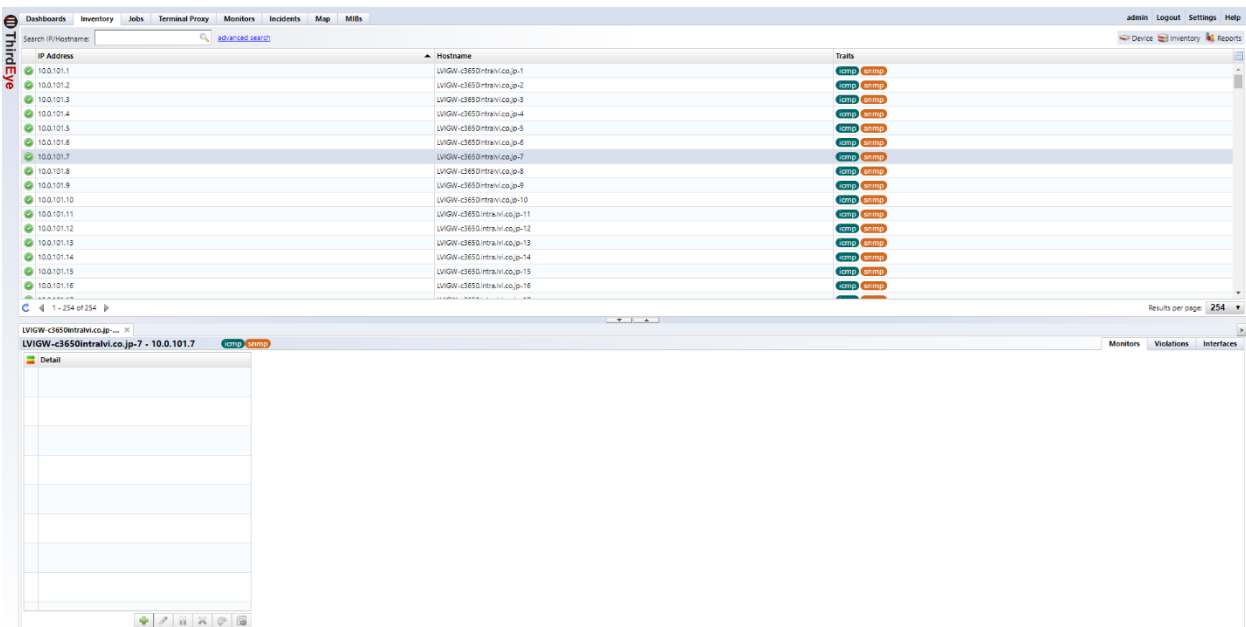 ThirdEye
Dashboards Inventory Jobs Terminal Proxy Monitors Incidents Map MIBs admin Logout Settings Help
Search IP/Hostname: advanced search Device Inventory Reports
IP Address Hostname Traits
10.0.101.1 LVIGW-c3650intralvi.co.jp-1 icmp snmp
10.0.101.2 LVIGW-c3650intralvi.co.jp-2 icmp snmp
10.0.101.3 LVIGW-c3650intralvi.co.jp-3 icmp snmp
10.0.101.4 LVIGW-c3650intralvi.co.jp-4 icmp snmp
10.0.101.5 LVIGW-c3650intralvi.co.jp-5 icmp snmp
10.0.101.6 LVIGW-c3650intralvi.co.jp-6 icmp snmp
10.0.101.7 LVIGW-c3650intralvi.co.jp-7 icmp snmp
10.0.101.8 LVIGW-c3650intralvi.co.jp-8 icmp snmp
10.0.101.9 LVIGW-c3650intralvi.co.jp-9 icmp snmp
10.0.101.10 LVIGW-c3650intralvi.co.jp-10 icmp snmp
10.0.101.11 LVIGW-c3650.intra.lvi.co.jp-11 icmp snmp
10.0.101.12 LVIGW-c3650.intra.lvi.co.jp-12 icmp snmp
10.0.101.13 LVIGW-c3650.intra.lvi.co.jp-13 icmp snmp
10.0.101.14 LVIGW-c3650.intra.lvi.co.jp-14 icmp snmp
10.0.101.15 LVIGW-c3650.intra.lvi.co.jp-15 icmp snmp
10.0.101.16 LVIGW-c3650.intra.lvi.co.jp-16 icmp snmp
1 - 254 of 254 Results per page: 254
LVIGW-c3650intralvi.co.jp-...
LVIGW-c3650intralvi.co.jp-7 - 10.0.101.7 icmp snmp Monitors Violations Interfaces
Detail